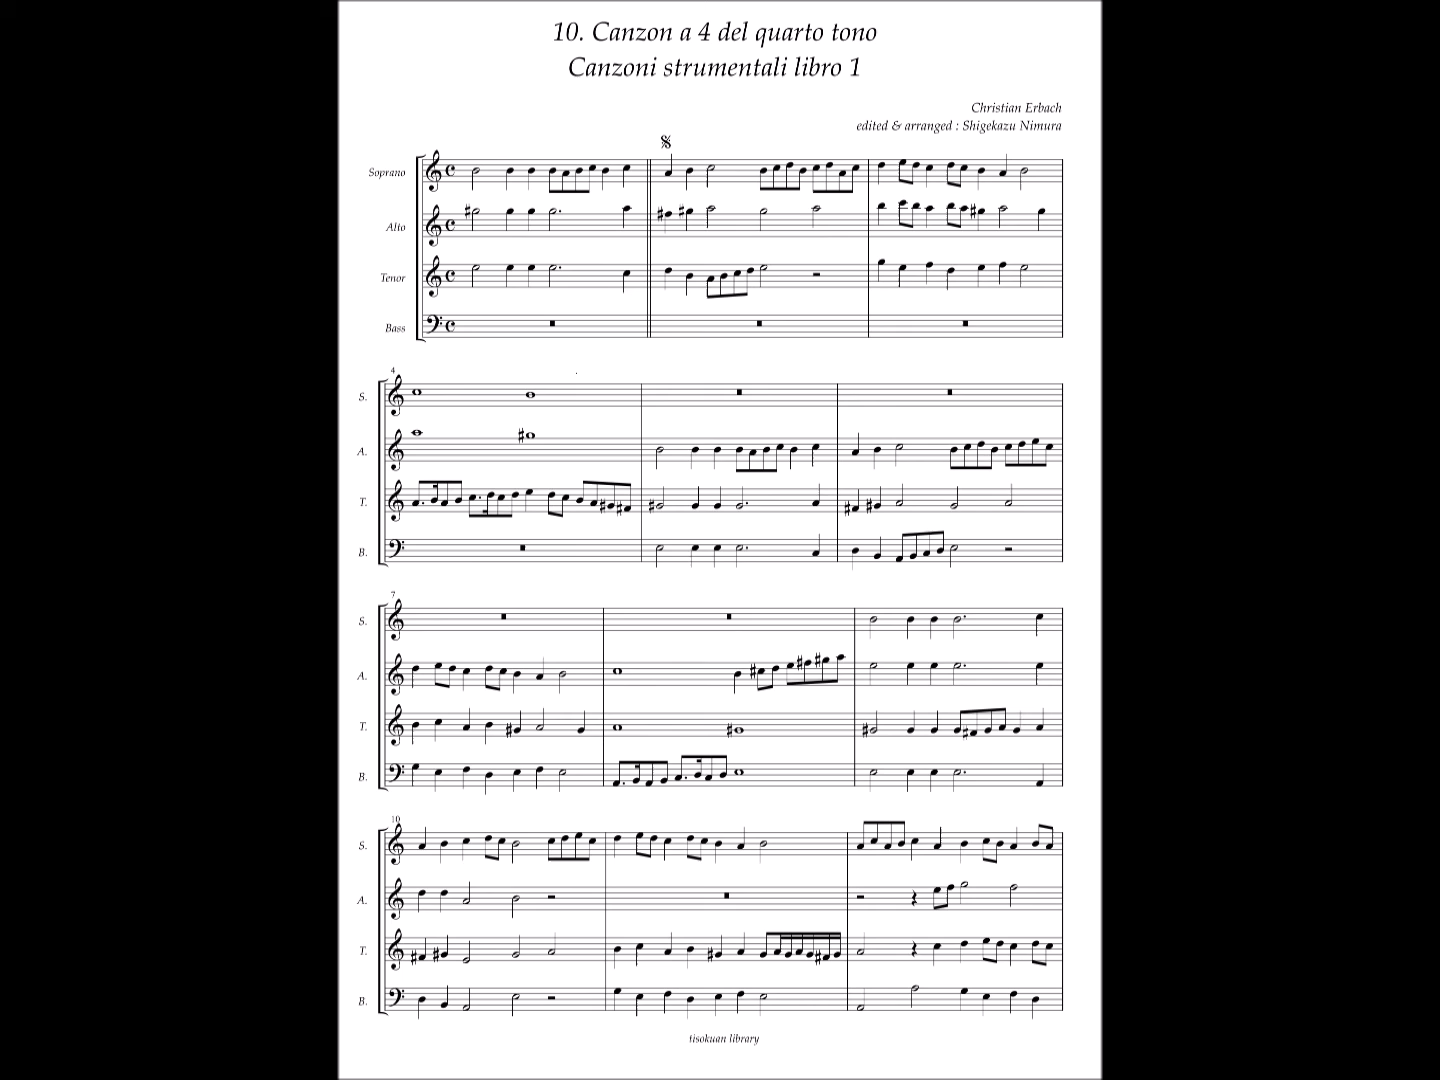 10. Canzon a 4 del quarto tono
Canzoni strumentali libro 1
Christian Erbach
edited & arranged : Shigekazu Nimura
Soprano
Alto
Tenor
Bass
4
S.
A.
T.
B.
7
S.
A.
T.
B.
10
S.
A.
T.
B.
tisokuan library